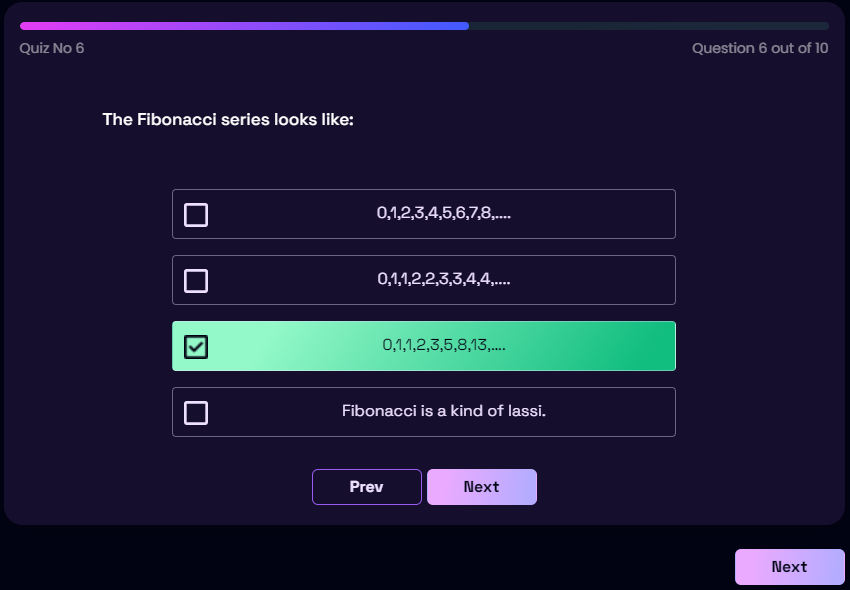 Quiz No 6
Question 6 out of 10
The Fibonacci series looks like:
0,1,2,3,4,5,6,7,8,....
0,1,1,2,2,3,3,4,4,....
0,1,1,2,3,5,8,13,....
Fibonacci is a kind of lassi.
Prev
Next
Next